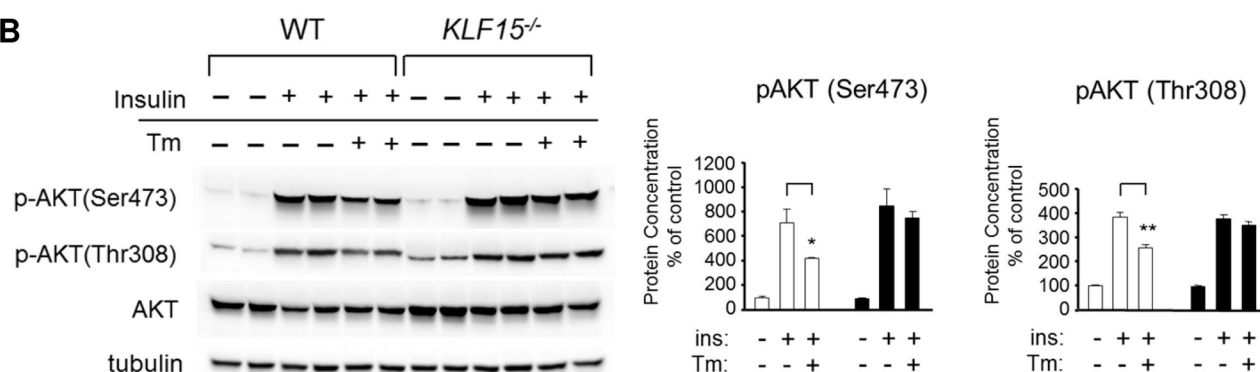 B
WT KLF15-/-
Insulin – – + + + + – – + + + +
Tm – – – – + + – – – – + +
p-AKT(Ser473)
p-AKT(Thr308)
AKT
tubulin
pAKT (Ser473)
Protein Concentration
% of control
1200
1000
800
600
400
200
0
*
ins: - + + - + +
Tm: - - + - - +
pAKT (Thr308)
Protein Concentration
% of control
500
400
300
200
100
0
**
ins: - + + - + +
Tm: - - + - - +